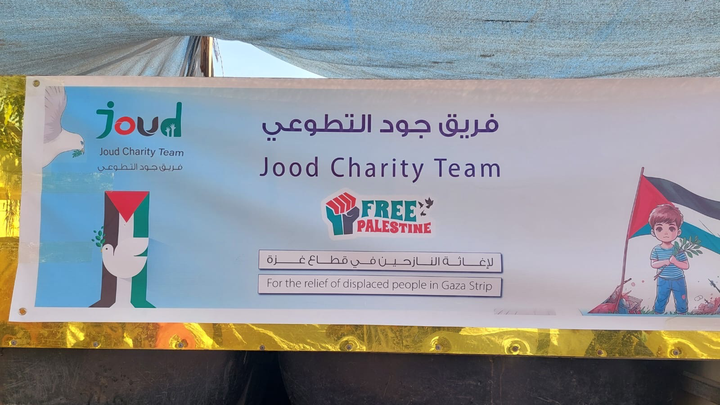 joud
Joud Charity Team
فريق جود التطوعي
فريق جود التطوعي
Jood Charity Team
FREE
PALESTINE
لإغاثة النازحين في قطاع غزة
For the relief of displaced people in Gaza Strip